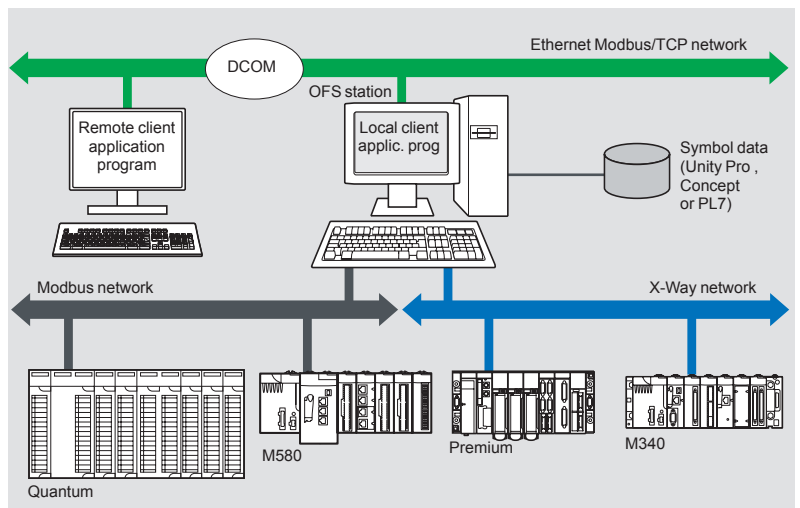 Ethernet Modbus/TCP network
DCOM
OFS station
Remote client
application
program
Local client
applic. prog
Symbol data
(Unity Pro ,
Concept
or PL7)
Modbus network
X-Way network
M580
Premium
M340
Quantum